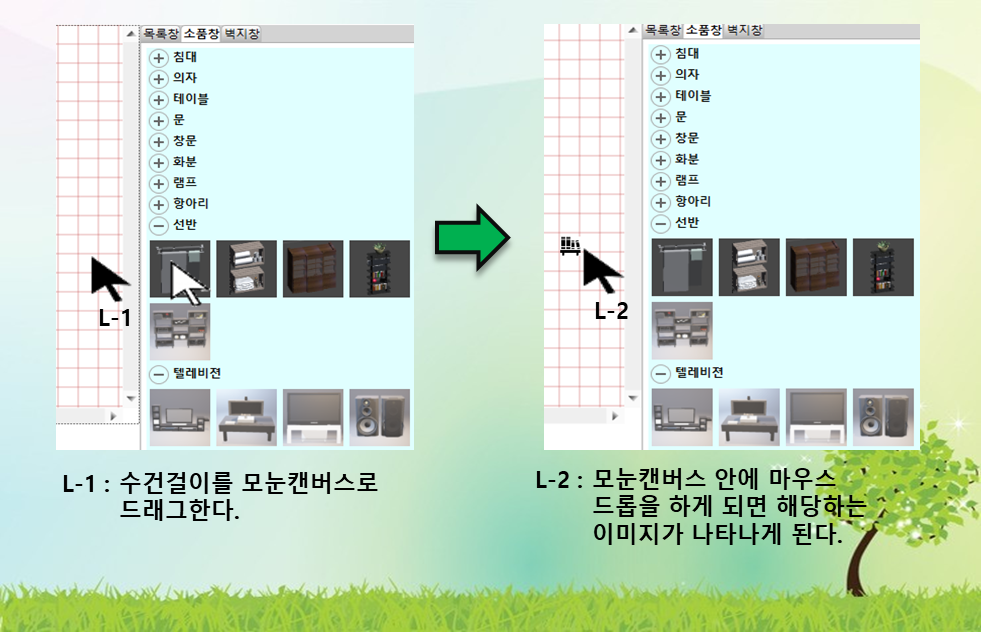 목록창 소품창 벽지창
침대
의자
테이블
문
창문
화분
램프
항아리
선반
텔레비젼
L-1
목록창 소품창 벽지창
침대
의자
테이블
문
창문
화분
램프
항아리
선반
텔레비젼
L-2
L-1 : 수건걸이를 모눈캔버스로
드래그한다.
L-2 : 모눈캔버스 안에 마우스
드롭을 하게 되면 해당하는
이미지가 나타나게 된다.